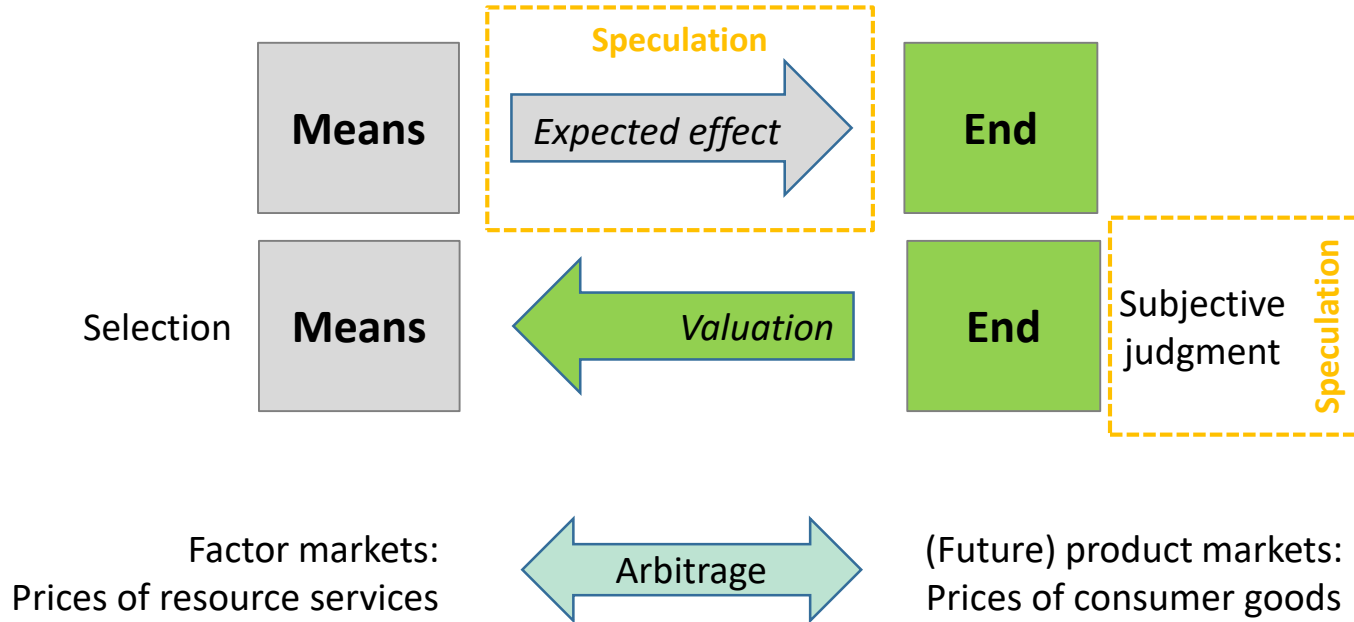 Speculation
Means
Expected effect
End
Selection
Means
Valuation
End
Subjective
judgment
Speculation
Factor markets:
Prices of resource services
Arbitrage
(Future) product markets:
Prices of consumer goods